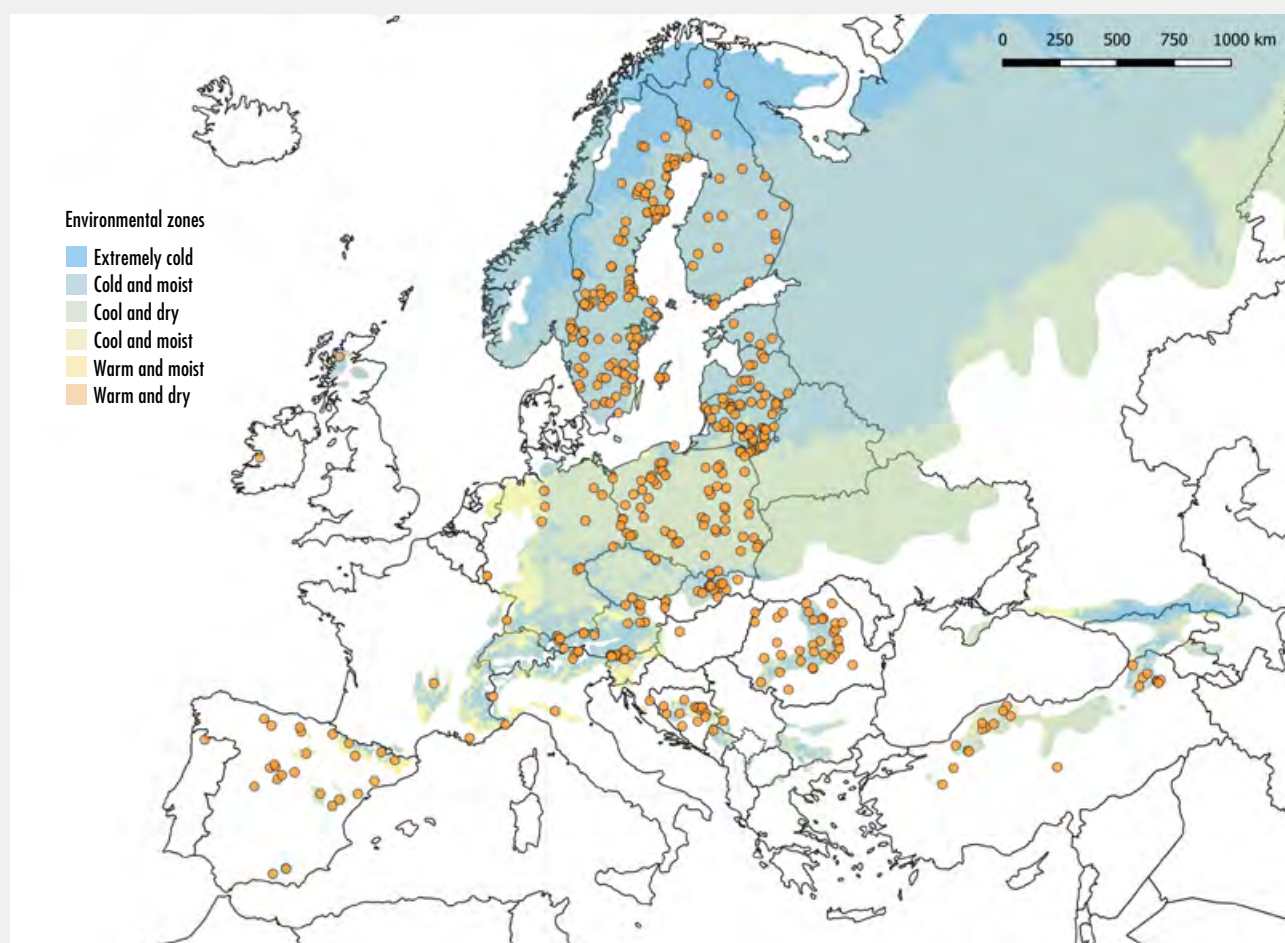 0 250 500 750 1000 km
Environmental zones
Extremely cold
Cold and moist
Cool and dry
Cool and moist
Warm and moist
Warm and dry